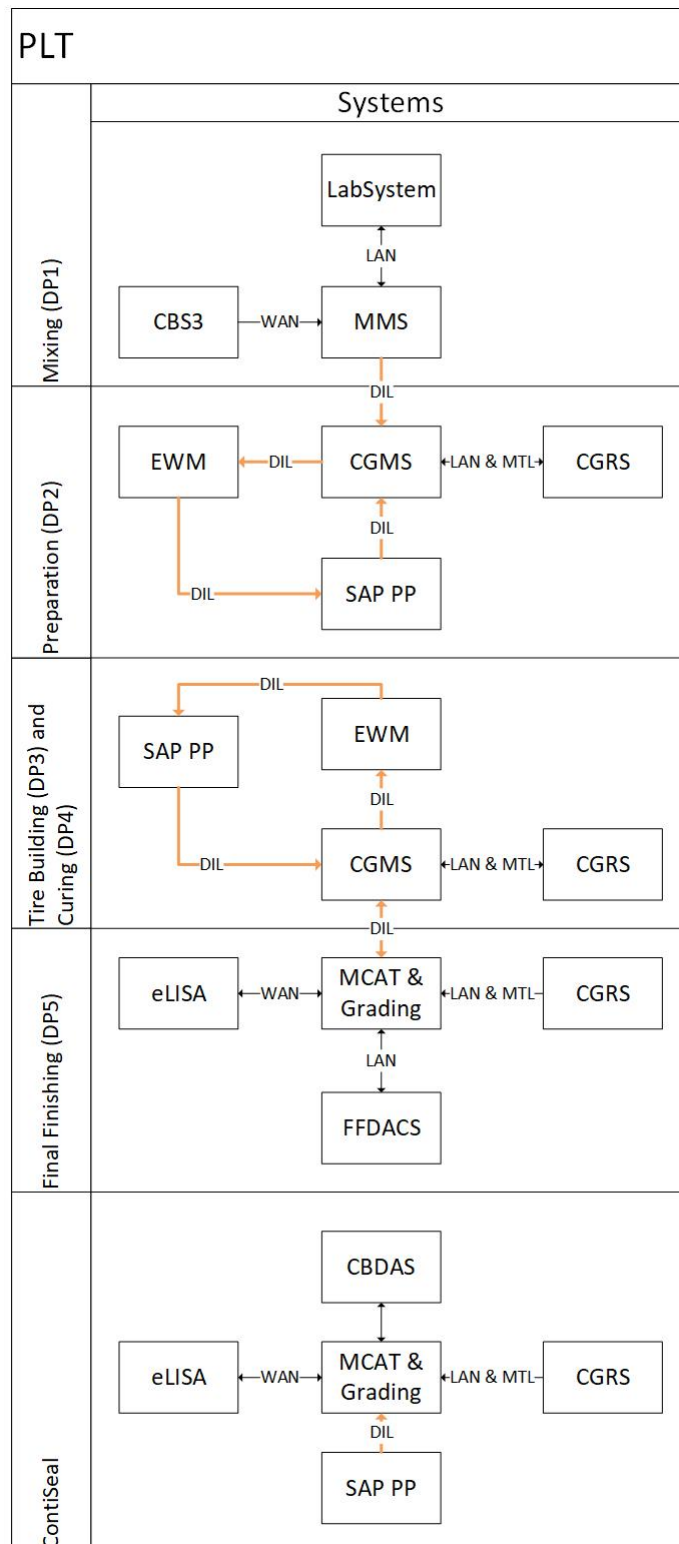 PLT
Systems
Mixing (DP1)
LabSystem
LAN
CBS3
WAN
MMS
DIL
Preparation (DP2)
EWM
DIL
CGMS
LAN & MTL
CGRS
DIL
DIL
SAP PP
Tire Building (DP3) and
Curing (DP4)
DIL
SAP PP
EWM
DIL
DIL
CGMS
LAN & MTL
CGRS
DIL
Final Finishing (DP5)
eLISA
WAN
MCAT &
Grading
LAN & MTL
CGRS
LAN
FFDACS
ContiSeal
CBDAS
eLISA
WAN
MCAT &
Grading
LAN & MTL
CGRS
DIL
SAP PP